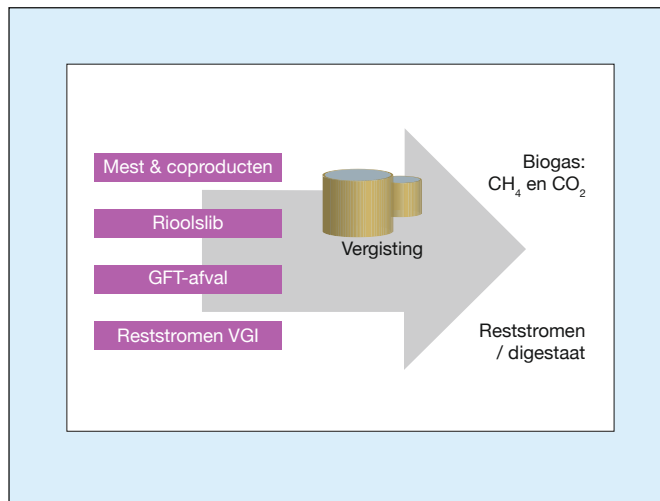 Mest & coproducten
Rioolslib
GFT-afval
Reststromen VGI
Vergisting
Biogas:
CH₄ en CO₂
Reststromen
/ digestaat